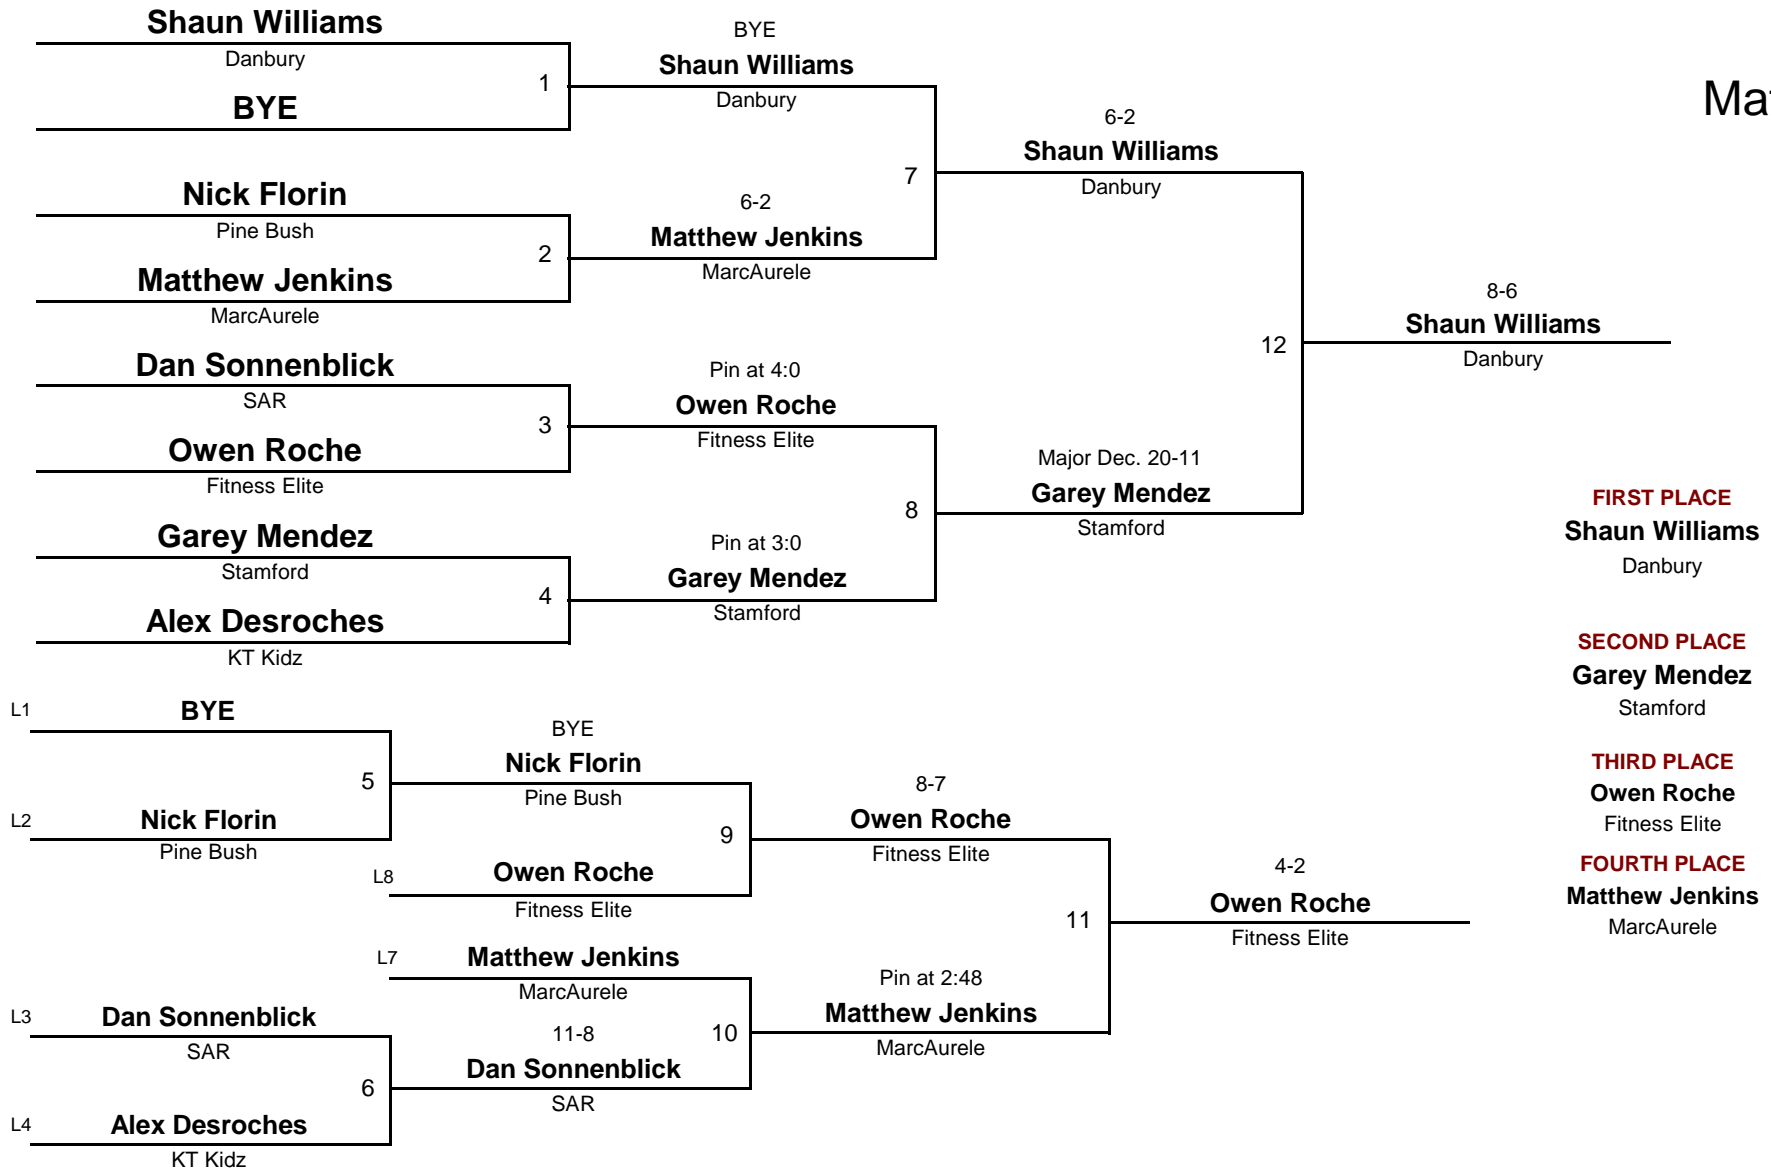 Shaun Williams
Danbury
1
BYE
BYE
Shaun Williams
Danbury
Nick Florin
Pine Bush
2
Matthew Jenkins
MarcAurele
6-2
Matthew Jenkins
MarcAurele
7
6-2
Shaun Williams
Danbury
Dan Sonnenblick
SAR
3
Owen Roche
Fitness Elite
Pin at 4:0
Owen Roche
Fitness Elite
Garey Mendez
Stamford
4
Alex Desroches
KT Kidz
Pin at 3:0
Garey Mendez
Stamford
8
Major Dec. 20-11
Garey Mendez
Stamford
12
8-6
Shaun Williams
Danbury
FIRST PLACE
Shaun Williams
Danbury
SECOND PLACE
Garey Mendez
Stamford
THIRD PLACE
Owen Roche
Fitness Elite
FOURTH PLACE
Matthew Jenkins
MarcAurele
L1
BYE
5
L2
Nick Florin
Pine Bush
BYE
Nick Florin
Pine Bush
9
L8
Owen Roche
Fitness Elite
8-7
Owen Roche
Fitness Elite
L7
Matthew Jenkins
MarcAurele
L3
Dan Sonnenblick
SAR
6
L4
Alex Desroches
KT Kidz
11-8
Dan Sonnenblick
SAR
10
Pin at 2:48
Matthew Jenkins
MarcAurele
11
4-2
Owen Roche
Fitness Elite